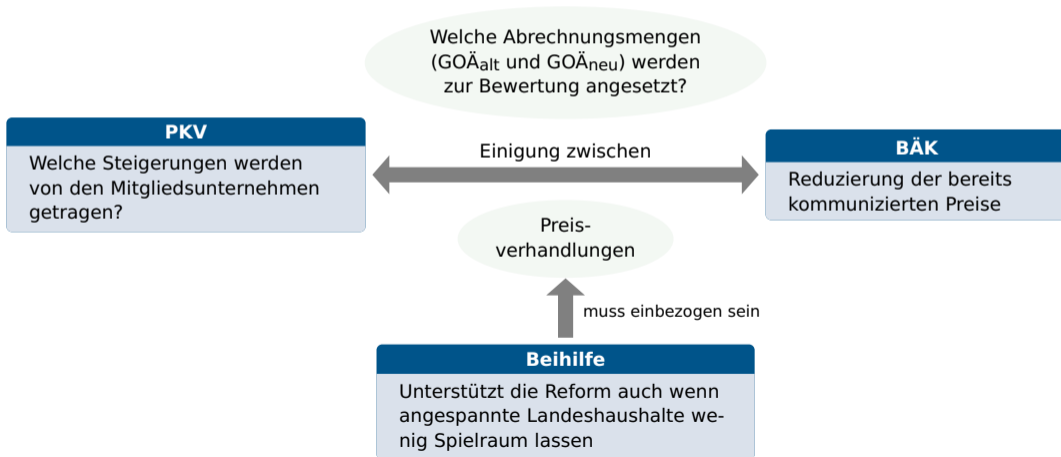 Welche Abrechnungsmengen
(GOÄalt und GOÄneu) werden
zur Bewertung angesetzt?
PKV
Welche Steigerungen werden
von den Mitgliedsunternehmen
getragen?
Einigung zwischen
BÄK
Reduzierung der bereits
kommunizierten Preise
Preis-
verhandlungen
muss einbezogen sein
Beihilfe
Unterstützt die Reform auch wenn
angespannte Landeshaushalte we-
nig Spielraum lassen